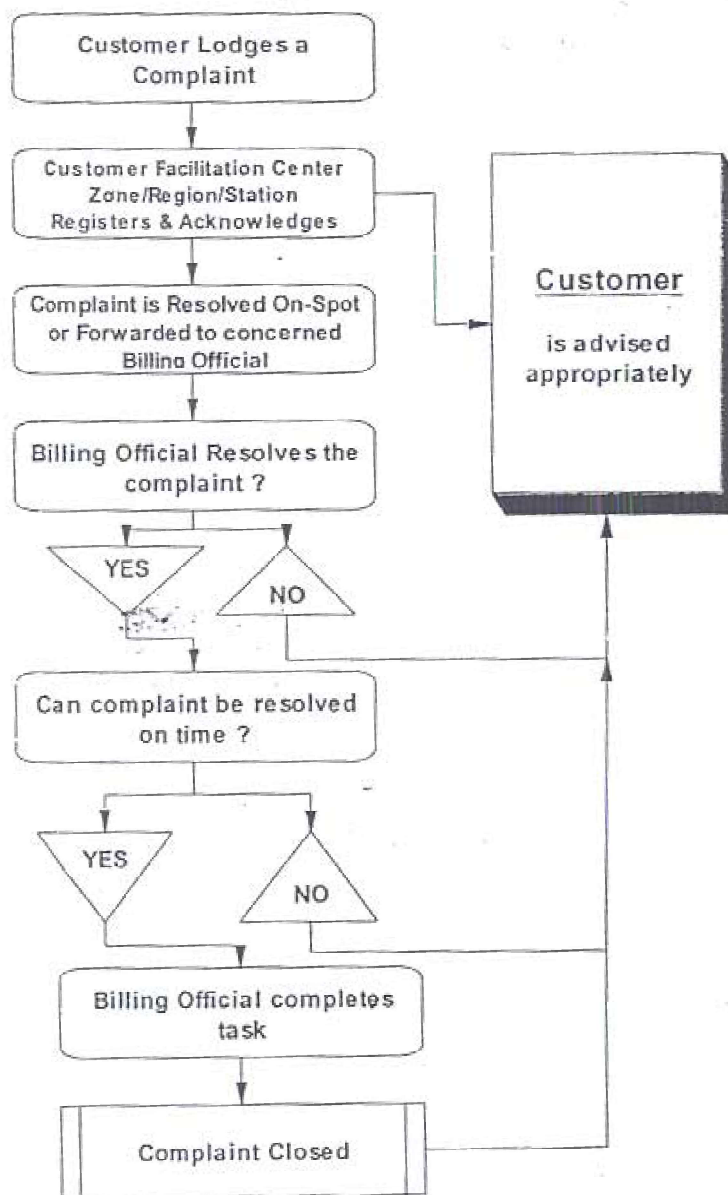 Customer Lodges a
Complaint
Customer Facilitation Center
Zone/Region/Station
Registers & Acknowledges
Customer
is advised
appropriately
Complaint is Resolved On-Spot
or Forwarded to concerned
Billing Official
Billing Official Resolves the
complaint ?
YES
NO
Can complaint be resolved
on time ?
YES
NO
Billing Official completes
task
Complaint Closed